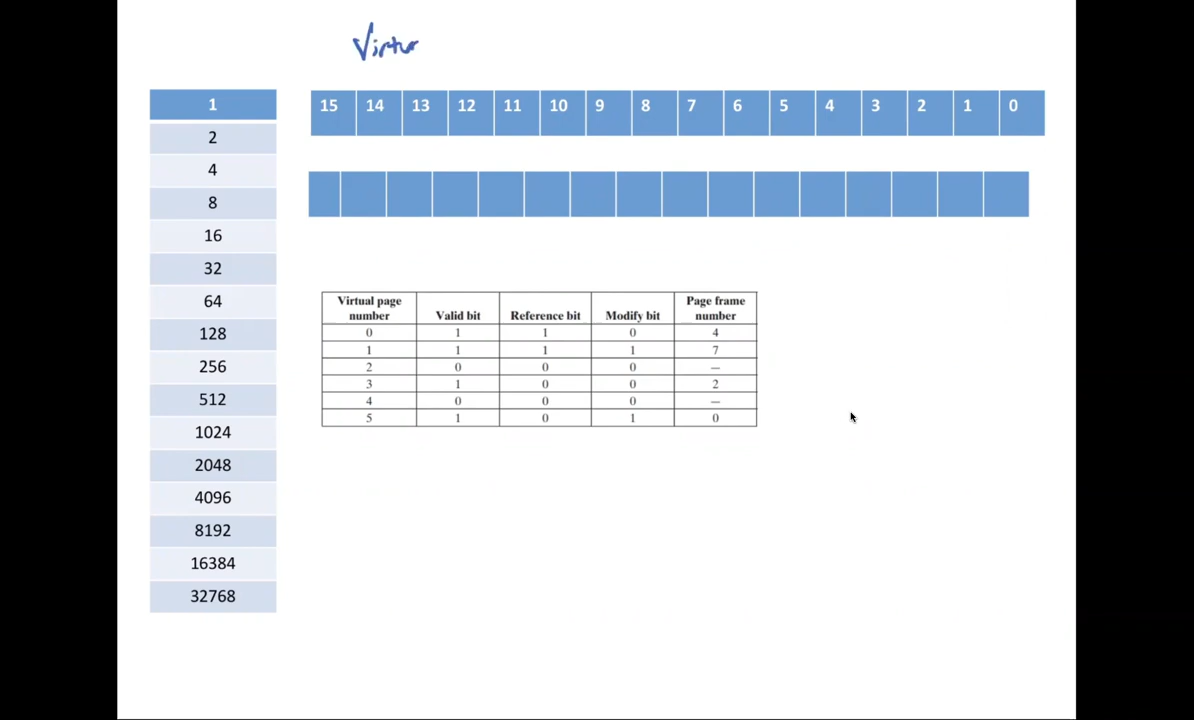 Virtu
1
2
4
8
16
32
64
128
256
512
1024
2048
4096
8192
16384
32768
15 14 13 12 11 10 9 8 7 6 5 4 3 2 1 0
Virtual page number Valid bit Reference bit Modify bit Page frame number
0 1 1 0 4
1 1 1 1 7
2 0 0 0 —
3 1 0 0 2
4 0 0 0 —
5 1 0 1 0